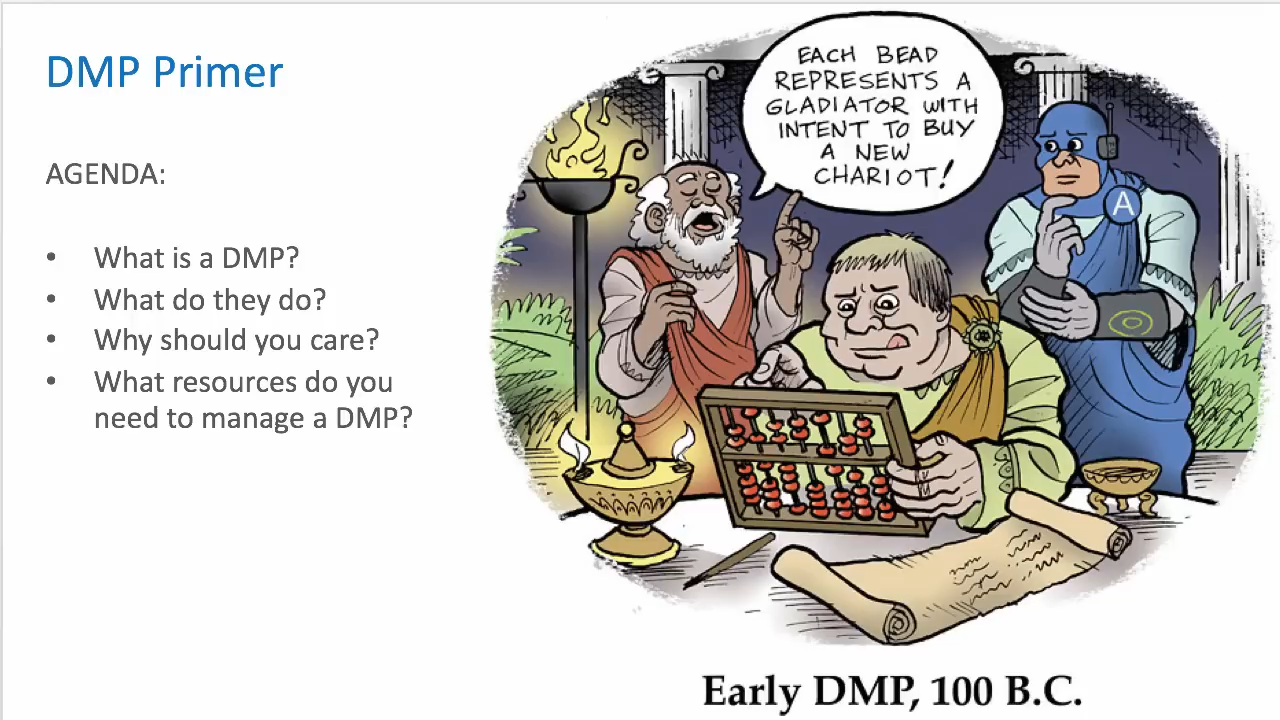 DMP Primer
AGENDA:
• What is a DMP?
• What do they do?
• Why should you care?
• What resources do you
need to manage a DMP?
EACH BEAD
REPRESENTS A
GLADIATOR WITH
INTENT TO BUY
A NEW
CHARIOT!
A
Early DMP, 100 B.C.